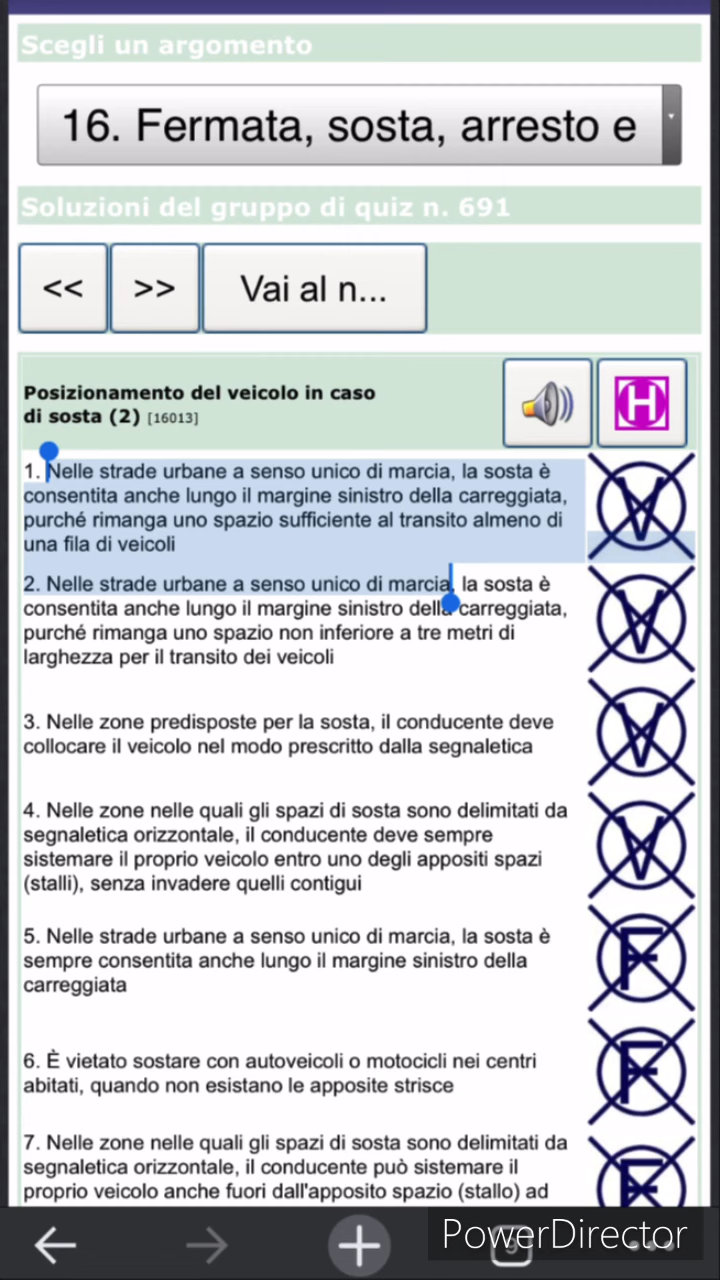 Scegli un argomento
16. Fermata, sosta, arresto e
Soluzioni del gruppo di quiz n. 691
<< >> Vai al n...
Posizionamento del veicolo in caso
di sosta (2) [16013]
H
1. Nelle strade urbane a senso unico di marcia, la sosta è
consentita anche lungo il margine sinistro della carreggiata,
purché rimanga uno spazio sufficiente al transito almeno di
una fila di veicoli
V
2. Nelle strade urbane a senso unico di marcia, la sosta è
consentita anche lungo il margine sinistro della carreggiata,
purché rimanga uno spazio non inferiore a tre metri di
larghezza per il transito dei veicoli
V
3. Nelle zone predisposte per la sosta, il conducente deve
collocare il veicolo nel modo prescritto dalla segnaletica
V
4. Nelle zone nelle quali gli spazi di sosta sono delimitati da
segnaletica orizzontale, il conducente deve sempre
sistemare il proprio veicolo entro uno degli appositi spazi
(stalli), senza invadere quelli contigui
V
5. Nelle strade urbane a senso unico di marcia, la sosta è
sempre consentita anche lungo il margine sinistro della
carreggiata
F
6. È vietato sostare con autoveicoli o motocicli nei centri
abitati, quando non esistano le apposite strisce
F
7. Nelle zone nelle quali gli spazi di sosta sono delimitati da
segnaletica orizzontale, il conducente può sistemare il
proprio veicolo anche fuori dall'apposito spazio (stallo) ad
F
PowerDirector